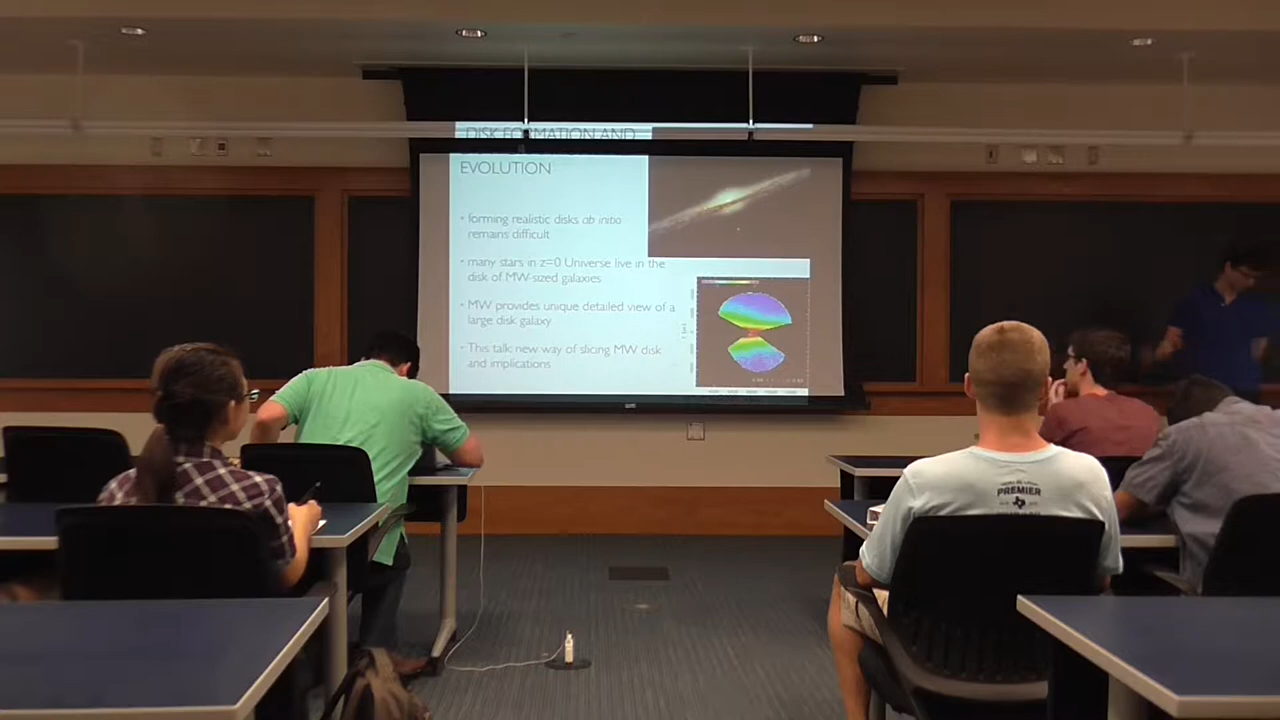 DISK FORMATION AND
EVOLUTION
• forming realistic disks ab initio
remains difficult
• many stars in z=0 Universe live in the
disk of MW-sized galaxies
• MW provides unique detailed view of a
large disk galaxy
• This talk: new way of slicing MW disk
and implications
PREMIER